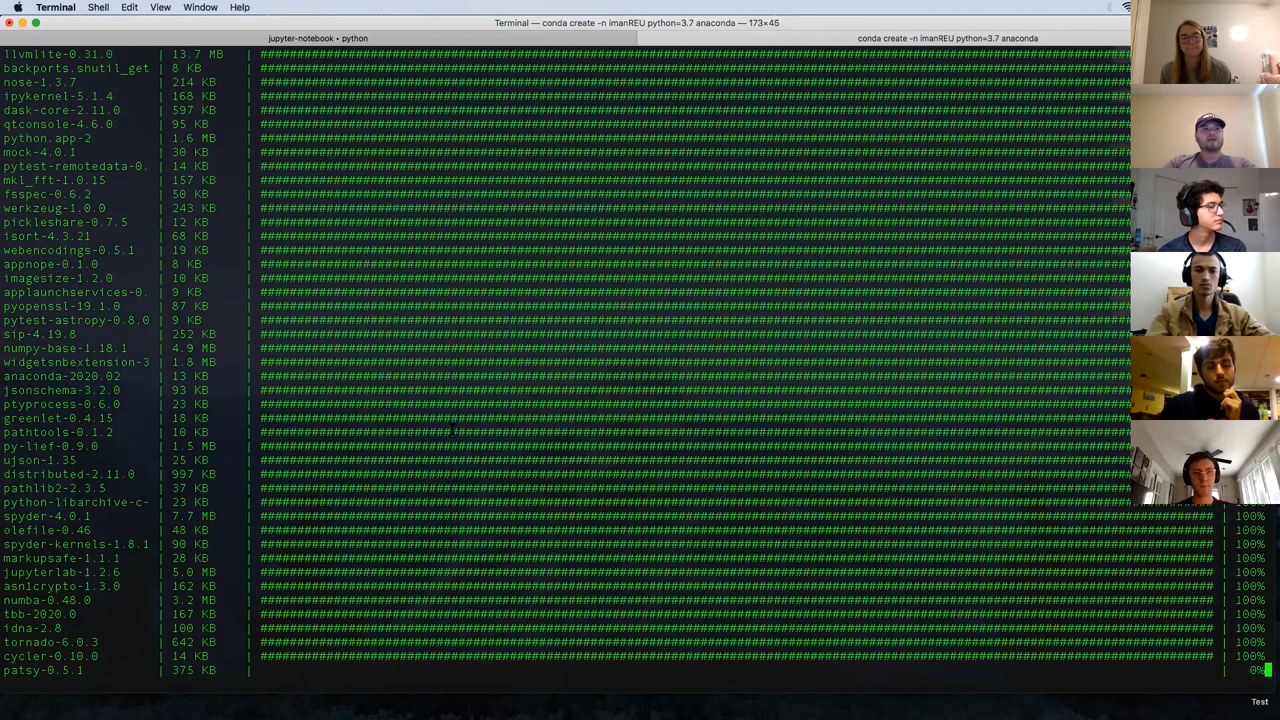 Terminal Shell Edit View Window Help
Terminal — conda create -n imanREU python=3.7 anaconda — 173×45
jupyter-notebook • python
conda create -n imanREU python=3.7 anaconda
llvmlite-0.31.0 | 13.7 MB |
backports.shutil_get | 8 KB |
nose-1.3.7 | 214 KB |
ipykernel-5.1.4 | 168 KB |
dask-core-2.11.0 | 597 KB |
qtconsole-4.6.0 | 95 KB |
python.app-2 | 1.6 MB |
mock-4.0.1 | 30 KB |
pytest-remotedata-0. | 14 KB |
mkl_fft-1.0.15 | 157 KB |
fsspec-0.6.2 | 50 KB |
werkzeug-1.0.0 | 243 KB |
pickleshare-0.7.5 | 12 KB |
isort-4.3.21 | 68 KB |
webencodings-0.5.1 | 19 KB |
appnope-0.1.0 | 8 KB |
imagesize-1.2.0 | 10 KB |
applaunchservices-0. | 9 KB |
pyopenssl-19.1.0 | 87 KB |
pytest-astropy-0.8.0 | 9 KB |
sip-4.19.8 | 252 KB |
numpy-base-1.18.1 | 4.9 MB |
widgetsnbextension-3 | 1.8 MB |
anaconda-2020.02 | 13 KB |
jsonschema-3.2.0 | 93 KB |
ptyprocess-0.6.0 | 23 KB |
greenlet-0.4.15 | 18 KB |
pathtools-0.1.2 | 10 KB |
py-lief-0.9.0 | 1.5 MB |
ujson-1.35 | 25 KB |
distributed-2.11.0 | 997 KB |
pathlib2-2.3.5 | 37 KB |
python-libarchive-c- | 23 KB |
spyder-4.0.1 | 7.7 MB | | 100%
olefile-0.46 | 48 KB | | 100%
spyder-kernels-1.8.1 | 90 KB | | 100%
markupsafe-1.1.1 | 28 KB | | 100%
jupyterlab-1.2.6 | 5.0 MB | | 100%
asn1crypto-1.3.0 | 162 KB | | 100%
numba-0.48.0 | 3.2 MB | | 100%
tbb-2020.0 | 167 KB | | 100%
idna-2.8 | 100 KB | | 100%
tornado-6.0.3 | 642 KB | | 100%
cycler-0.10.0 | 14 KB | | 100%
patsy-0.5.1 | 375 KB | | 0%
Test